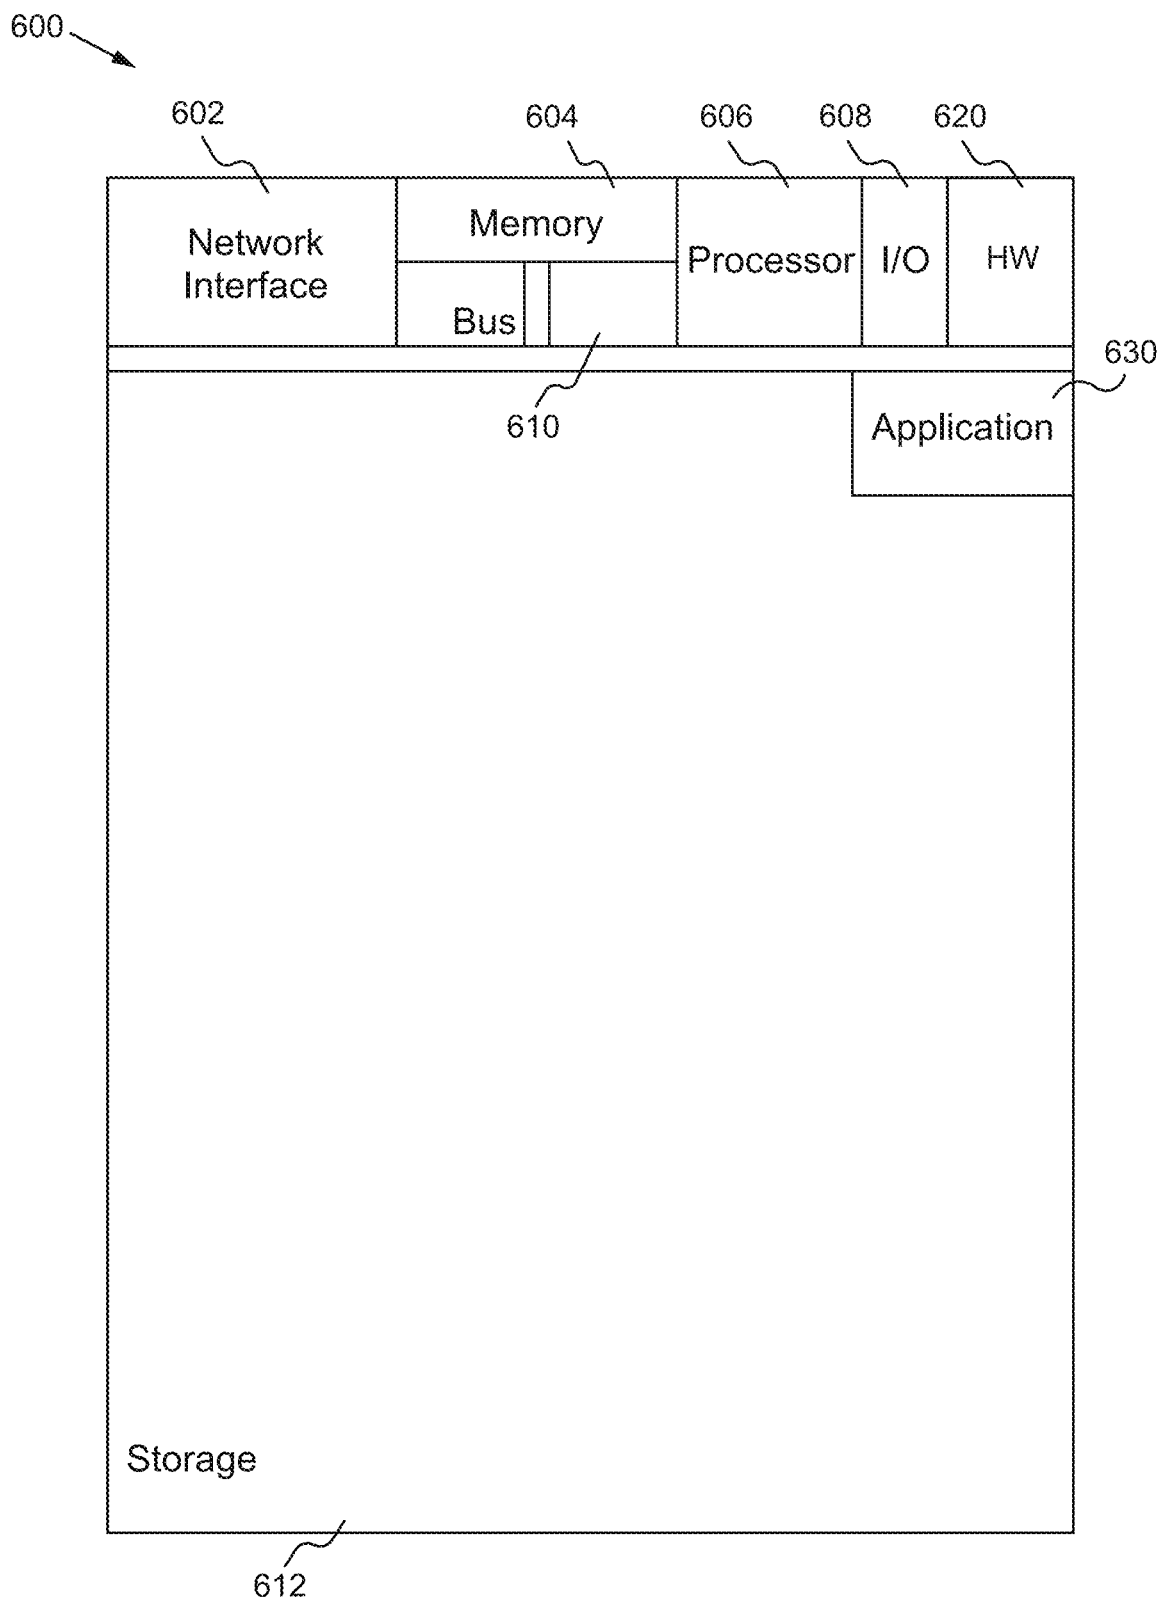 600
602
604
606
608
620
Network
Interface
Memory
Processor
I/O
HW
Bus
630
610
Application
Storage
612